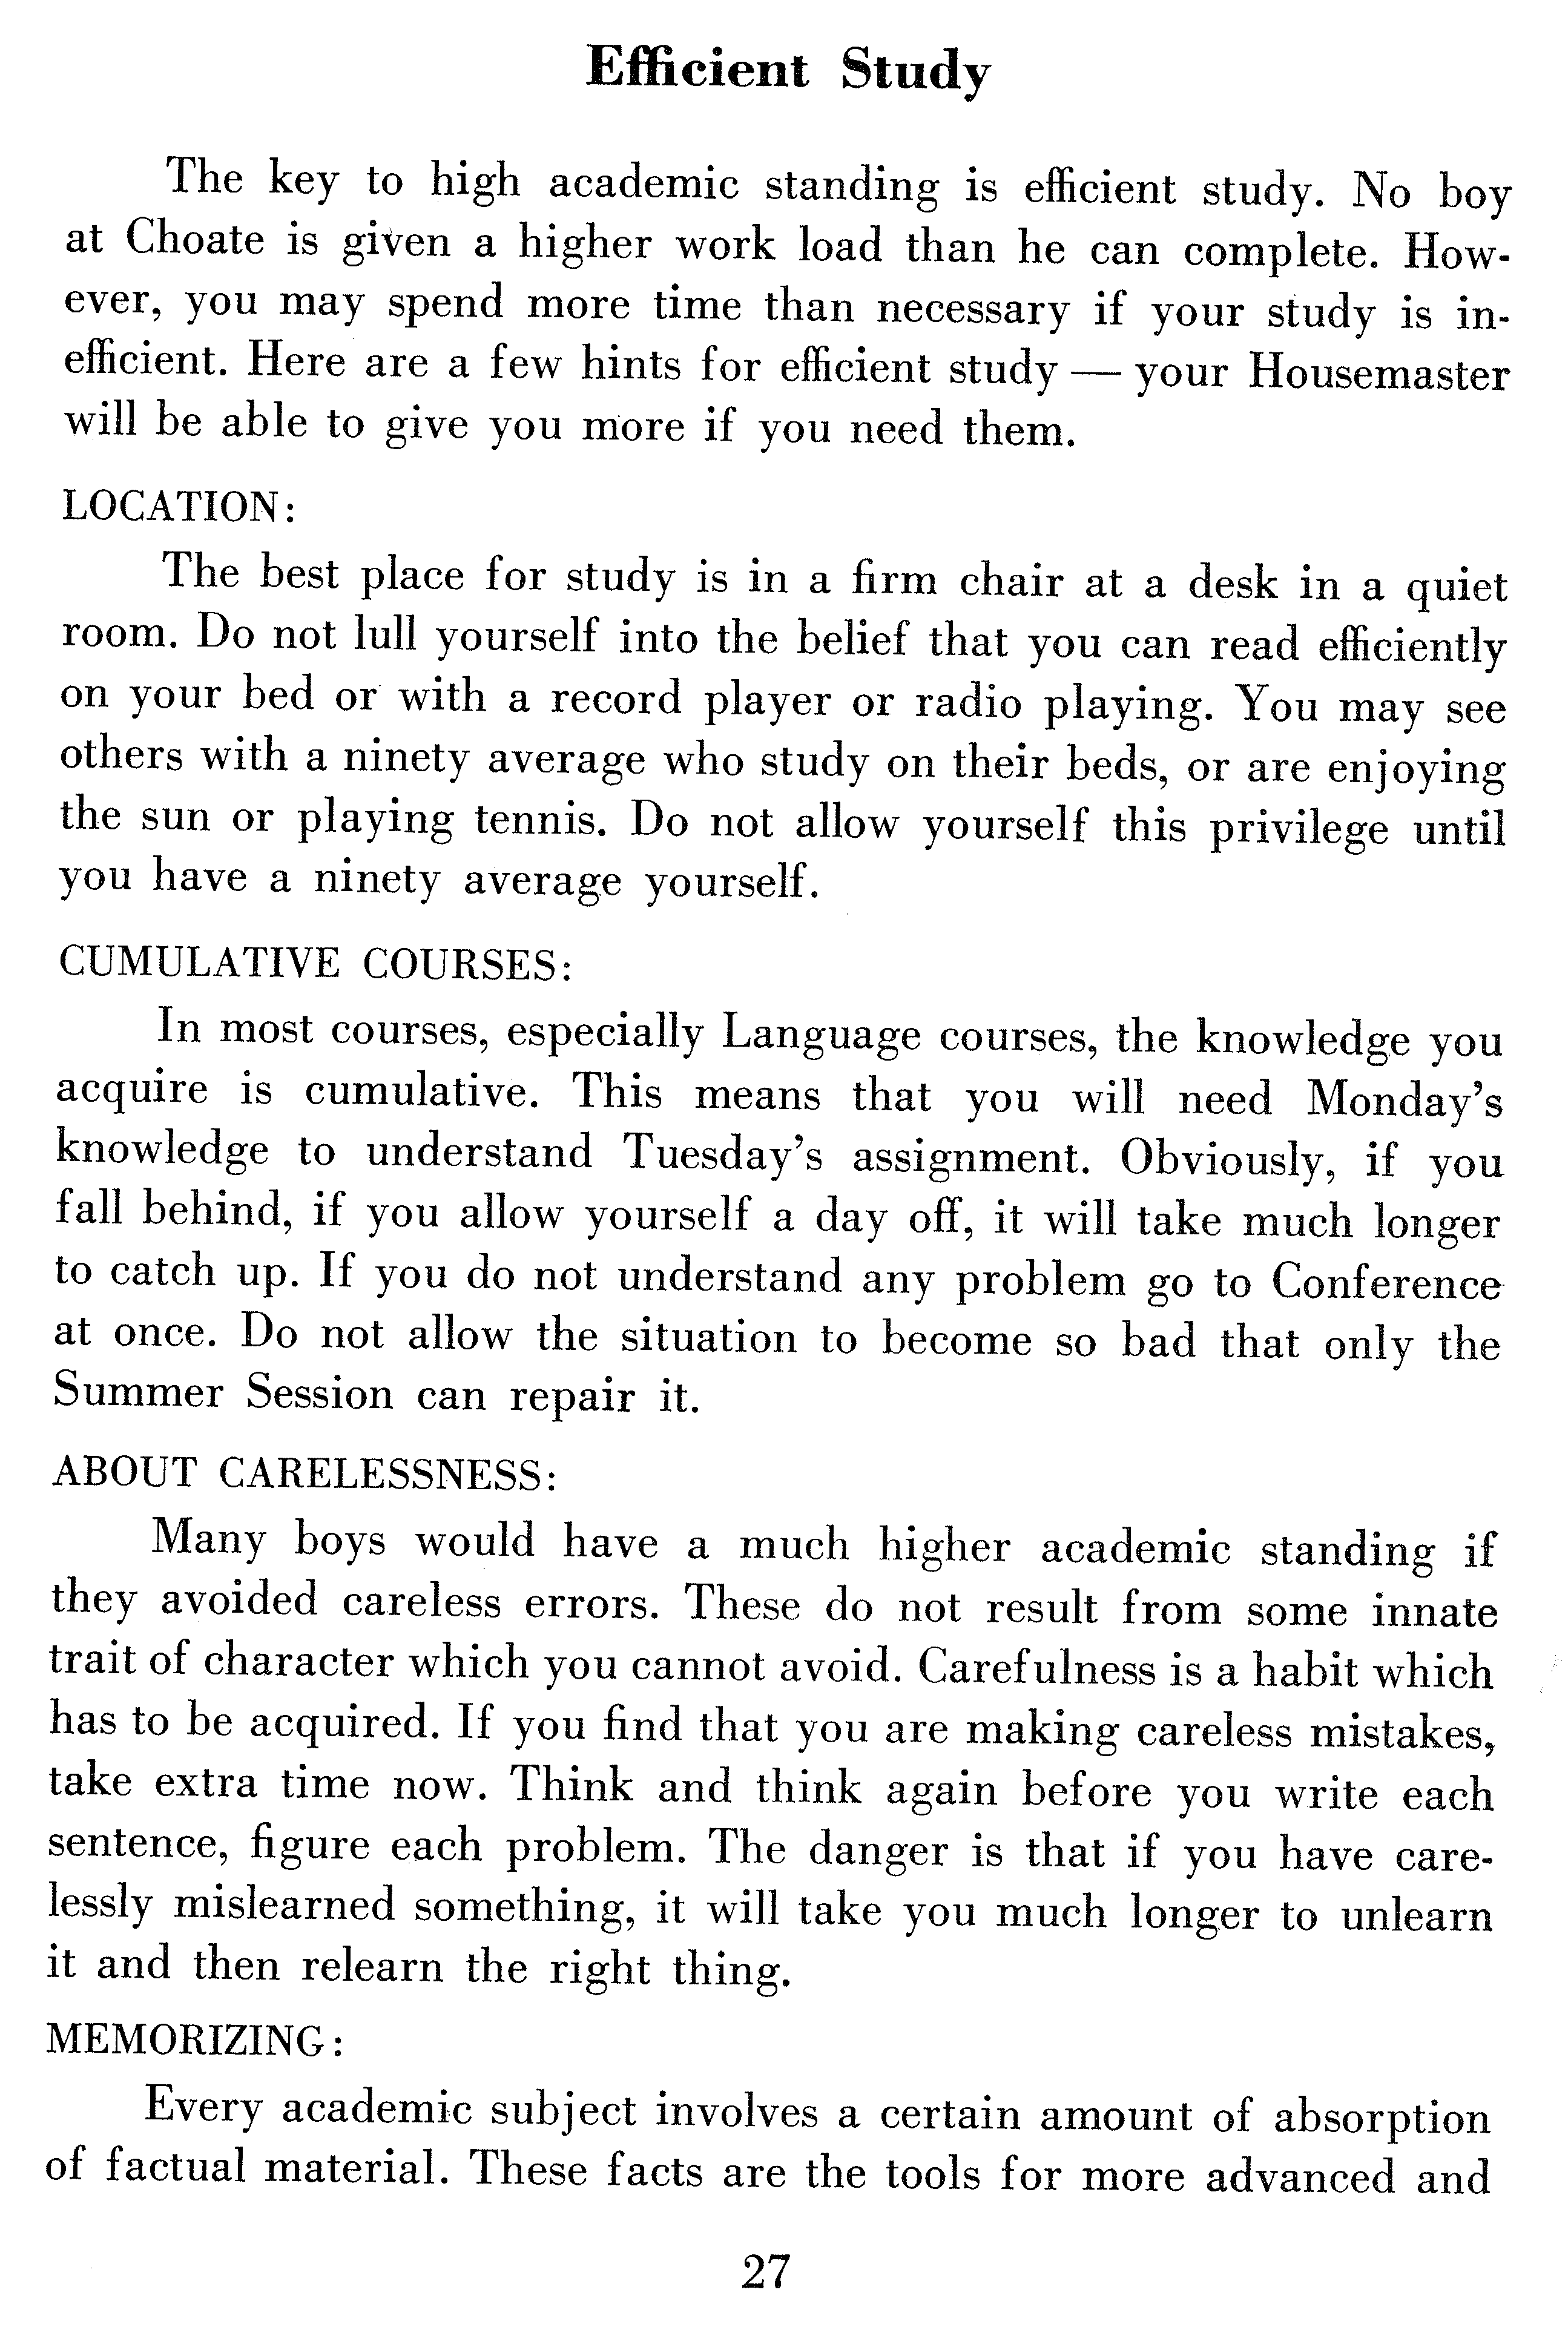 Efficient Study
The key to high academic standing is efficient study. No boy
at Choate is given a higher work load than he can complete. How-
ever, you may spend more time than necessary if your study is in-
efficient. Here are a few hints for efficient study — your Housemaster
will be able to give you more if you need them.
LOCATION:
The best place for study is in a firm chair at a desk in a quiet
room. Do not lull yourself into the belief that you can read efficiently
on your bed or with a record player or radio playing. You may see
others with a ninety average who study on their beds, or are enjoying
the sun or playing tennis. Do not allow yourself this privilege until
you have a ninety average yourself.
CUMULATIVE COURSES:
In most courses, especially Language courses, the knowledge you
acquire is cumulative. This means that you will need Monday's
knowledge to understand Tuesday's assignment. Obviously, if you
fall behind, if you allow yourself a day off, it will take much longer
to catch up. If you do not understand any problem go to Conference
at once. Do not allow the situation to become so bad that only the
Summer Session can repair it.
ABOUT CARELESSNESS:
Many boys would have a much higher academic standing if
they avoided careless errors. These do not result from some innate
trait of character which you cannot avoid. Carefulness is a habit which
has to be acquired. If you find that you are making careless mistakes,
take extra time now. Think and think again before you write each
sentence, figure each problem. The danger is that if you have care-
lessly mislearned something, it will take you much longer to unlearn
it and then relearn the right thing.
MEMORIZING:
Every academic subject involves a certain amount of absorption
of factual material. These facts are the tools for more advanced and
27